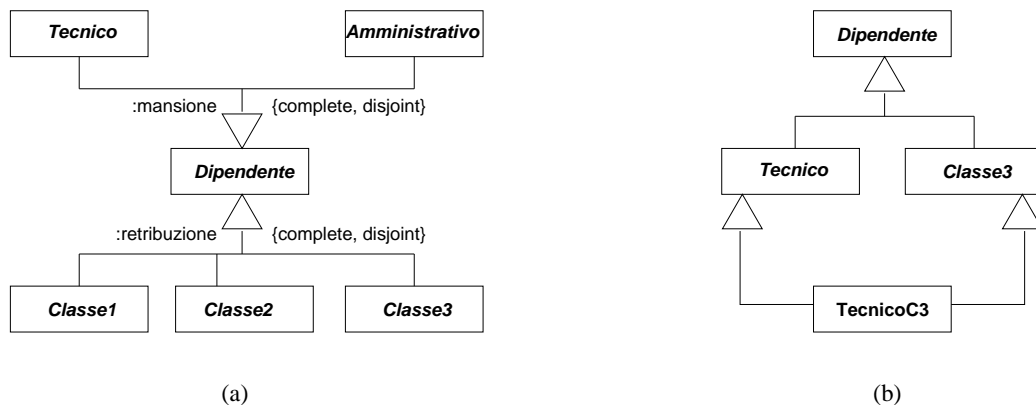 Tecnico
Amministrativo
:mansione
{complete, disjoint}
Dipendente
:retribuzione
{complete, disjoint}
Classe1
Classe2
Classe3
(a)
Dipendente
Tecnico
Classe3
TecnicoC3
(b)